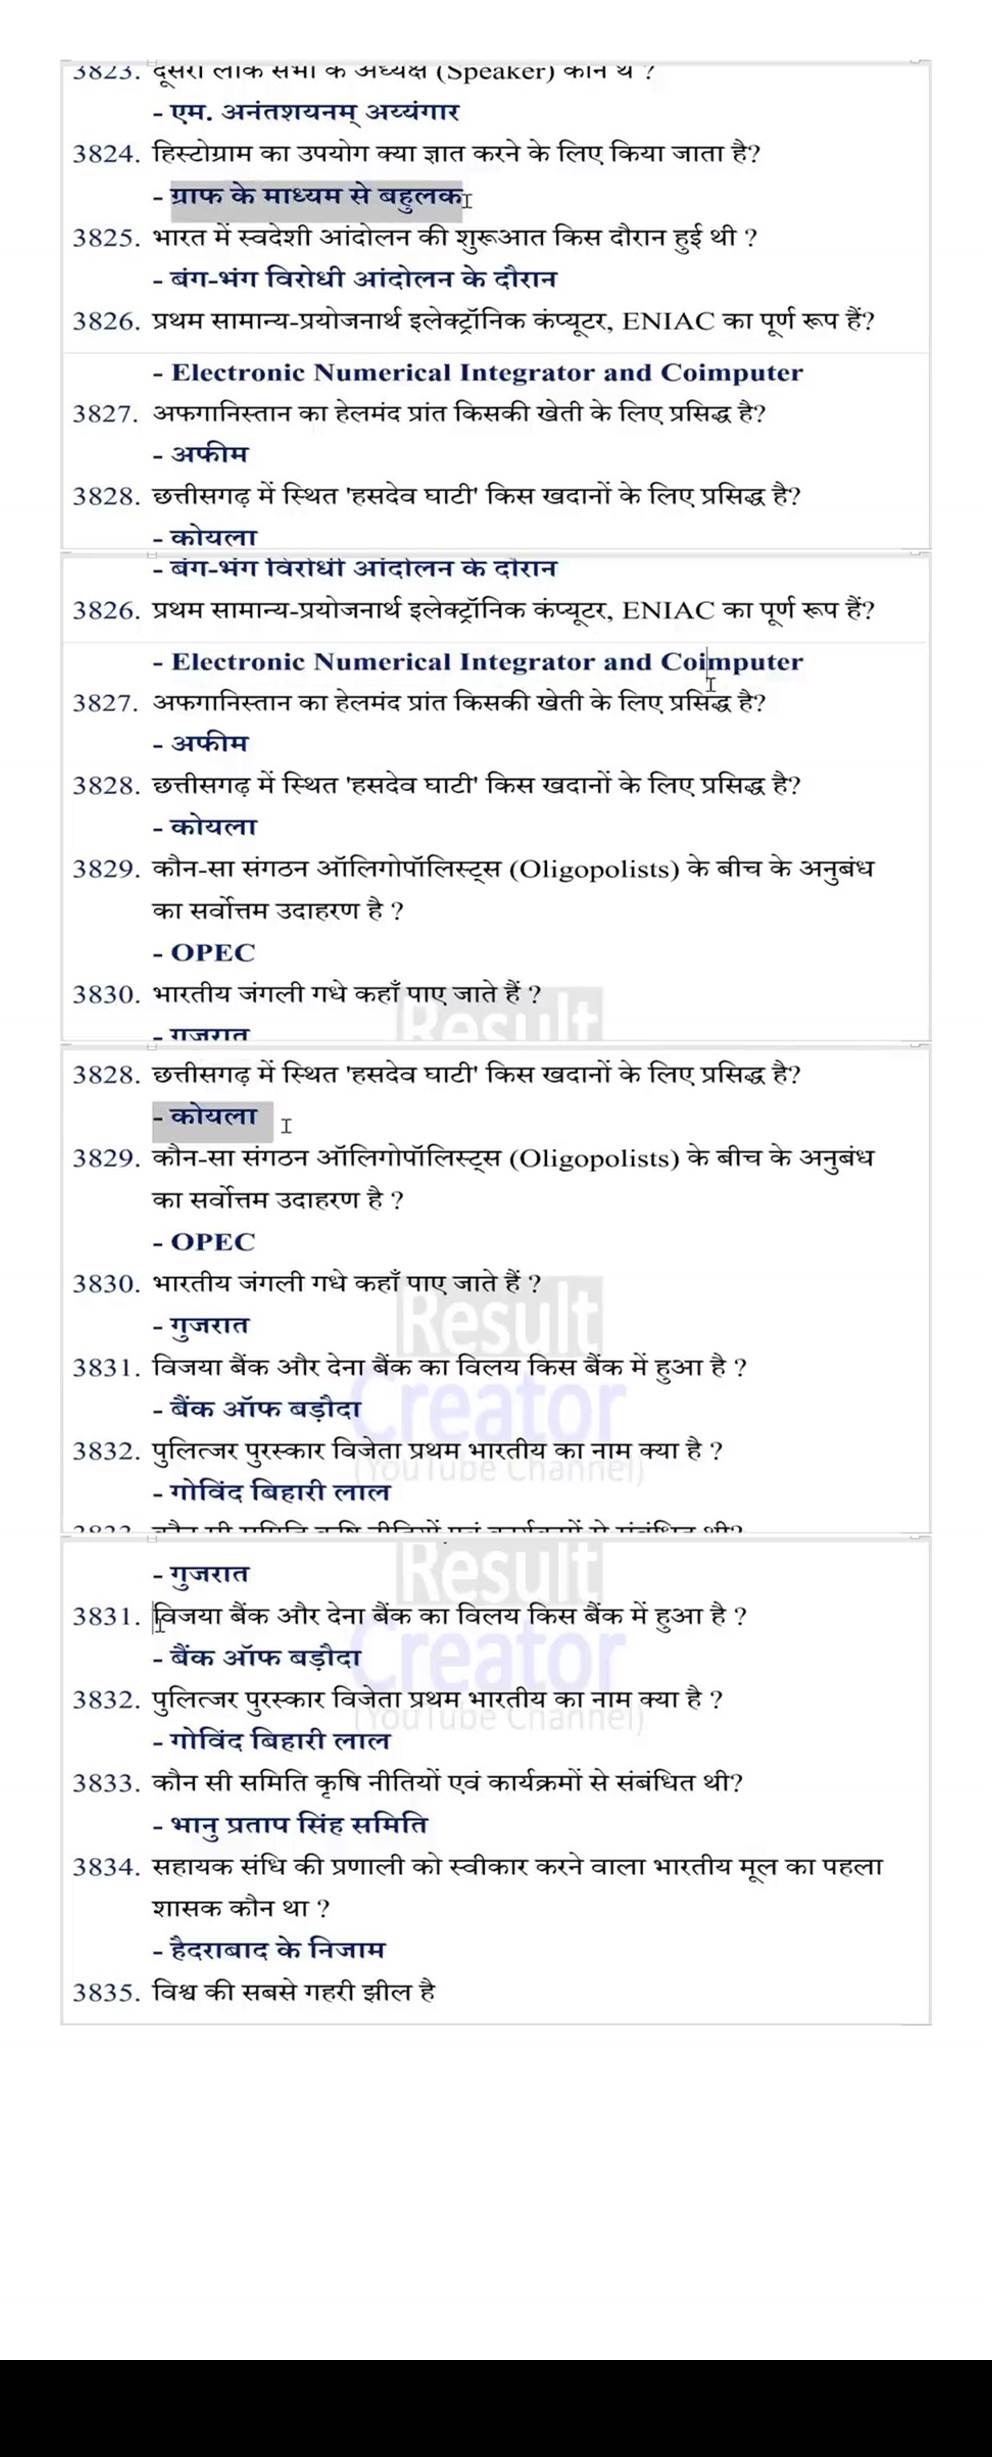 3823. दूसरी लोक सभा के अध्यक्ष (Speaker) कौन थे ?
- एम. अनंतशयनम् अय्यंगार
3824. हिस्टोग्राम का उपयोग क्या ज्ञात करने के लिए किया जाता है?
- ग्राफ के माध्यम से बहुलक
3825. भारत में स्वदेशी आंदोलन की शुरूआत किस दौरान हुई थी ?
- बंग-भंग विरोधी आंदोलन के दौरान
3826. प्रथम सामान्य-प्रयोजनार्थ इलेक्ट्रॉनिक कंप्यूटर, ENIAC का पूर्ण रूप हैं?
- Electronic Numerical Integrator and Coimputer
3827. अफगानिस्तान का हेलमंद प्रांत किसकी खेती के लिए प्रसिद्ध है?
- अफीम
3828. छत्तीसगढ़ में स्थित 'हसदेव घाटी' किस खदानों के लिए प्रसिद्ध है?
- कोयला
- बंग-भंग विरोधी आंदोलन के दौरान
3826. प्रथम सामान्य-प्रयोजनार्थ इलेक्ट्रॉनिक कंप्यूटर, ENIAC का पूर्ण रूप हैं?
- Electronic Numerical Integrator and Coimputer
3827. अफगानिस्तान का हेलमंद प्रांत किसकी खेती के लिए प्रसिद्ध है?
- अफीम
3828. छत्तीसगढ़ में स्थित 'हसदेव घाटी' किस खदानों के लिए प्रसिद्ध है?
- कोयला
3829. कौन-सा संगठन ऑलिगोपॉलिस्ट्स (Oligopolists) के बीच के अनुबंध
का सर्वोत्तम उदाहरण है ?
- OPEC
3830. भारतीय जंगली गधे कहाँ पाए जाते हैं ?
Result
- गुजरात
3828. छत्तीसगढ़ में स्थित 'हसदेव घाटी' किस खदानों के लिए प्रसिद्ध है?
- कोयला
3829. कौन-सा संगठन ऑलिगोपॉलिस्ट्स (Oligopolists) के बीच के अनुबंध
का सर्वोत्तम उदाहरण है ?
- OPEC
3830. भारतीय जंगली गधे कहाँ पाए जाते हैं ?
Result
- गुजरात
3831. विजया बैंक और देना बैंक का विलय किस बैंक में हुआ है ?
Creator
- बैंक ऑफ बड़ौदा
3832. पुलित्जर पुरस्कार विजेता प्रथम भारतीय का नाम क्या है ?
(YouTube Channel)
- गोविंद बिहारी लाल
3833. कौन सी समिति कृषि नीतियों एवं कार्यक्रमों से संबंधित थी?
Result
- गुजरात
3831. विजया बैंक और देना बैंक का विलय किस बैंक में हुआ है ?
Creator
- बैंक ऑफ बड़ौदा
3832. पुलित्जर पुरस्कार विजेता प्रथम भारतीय का नाम क्या है ?
(YouTube Channel)
- गोविंद बिहारी लाल
3833. कौन सी समिति कृषि नीतियों एवं कार्यक्रमों से संबंधित थी?
- भानु प्रताप सिंह समिति
3834. सहायक संधि की प्रणाली को स्वीकार करने वाला भारतीय मूल का पहला
शासक कौन था ?
- हैदराबाद के निजाम
3835. विश्व की सबसे गहरी झील है